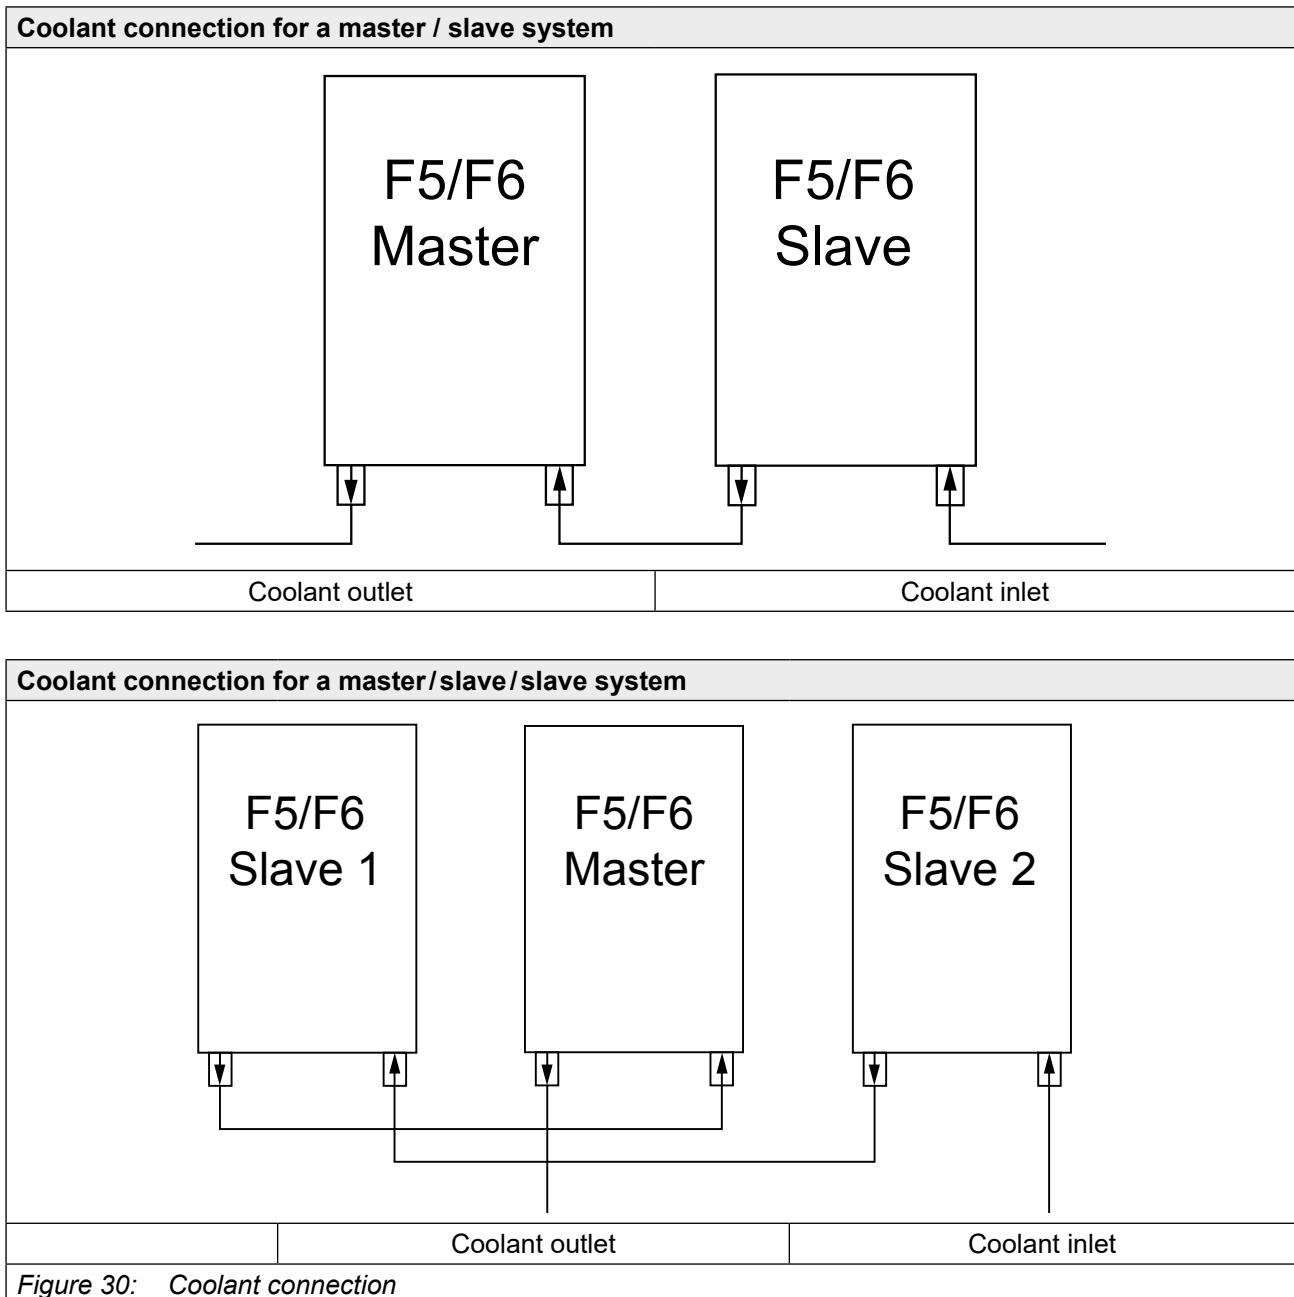 Coolant connection for a master / slave system
F5/F6
Master
F5/F6
Slave
Coolant outlet
Coolant inlet
Coolant connection for a master/slave/slave system
F5/F6
Slave 1
F5/F6
Master
F5/F6
Slave 2
Coolant outlet
Coolant inlet
Figure 30: Coolant connection